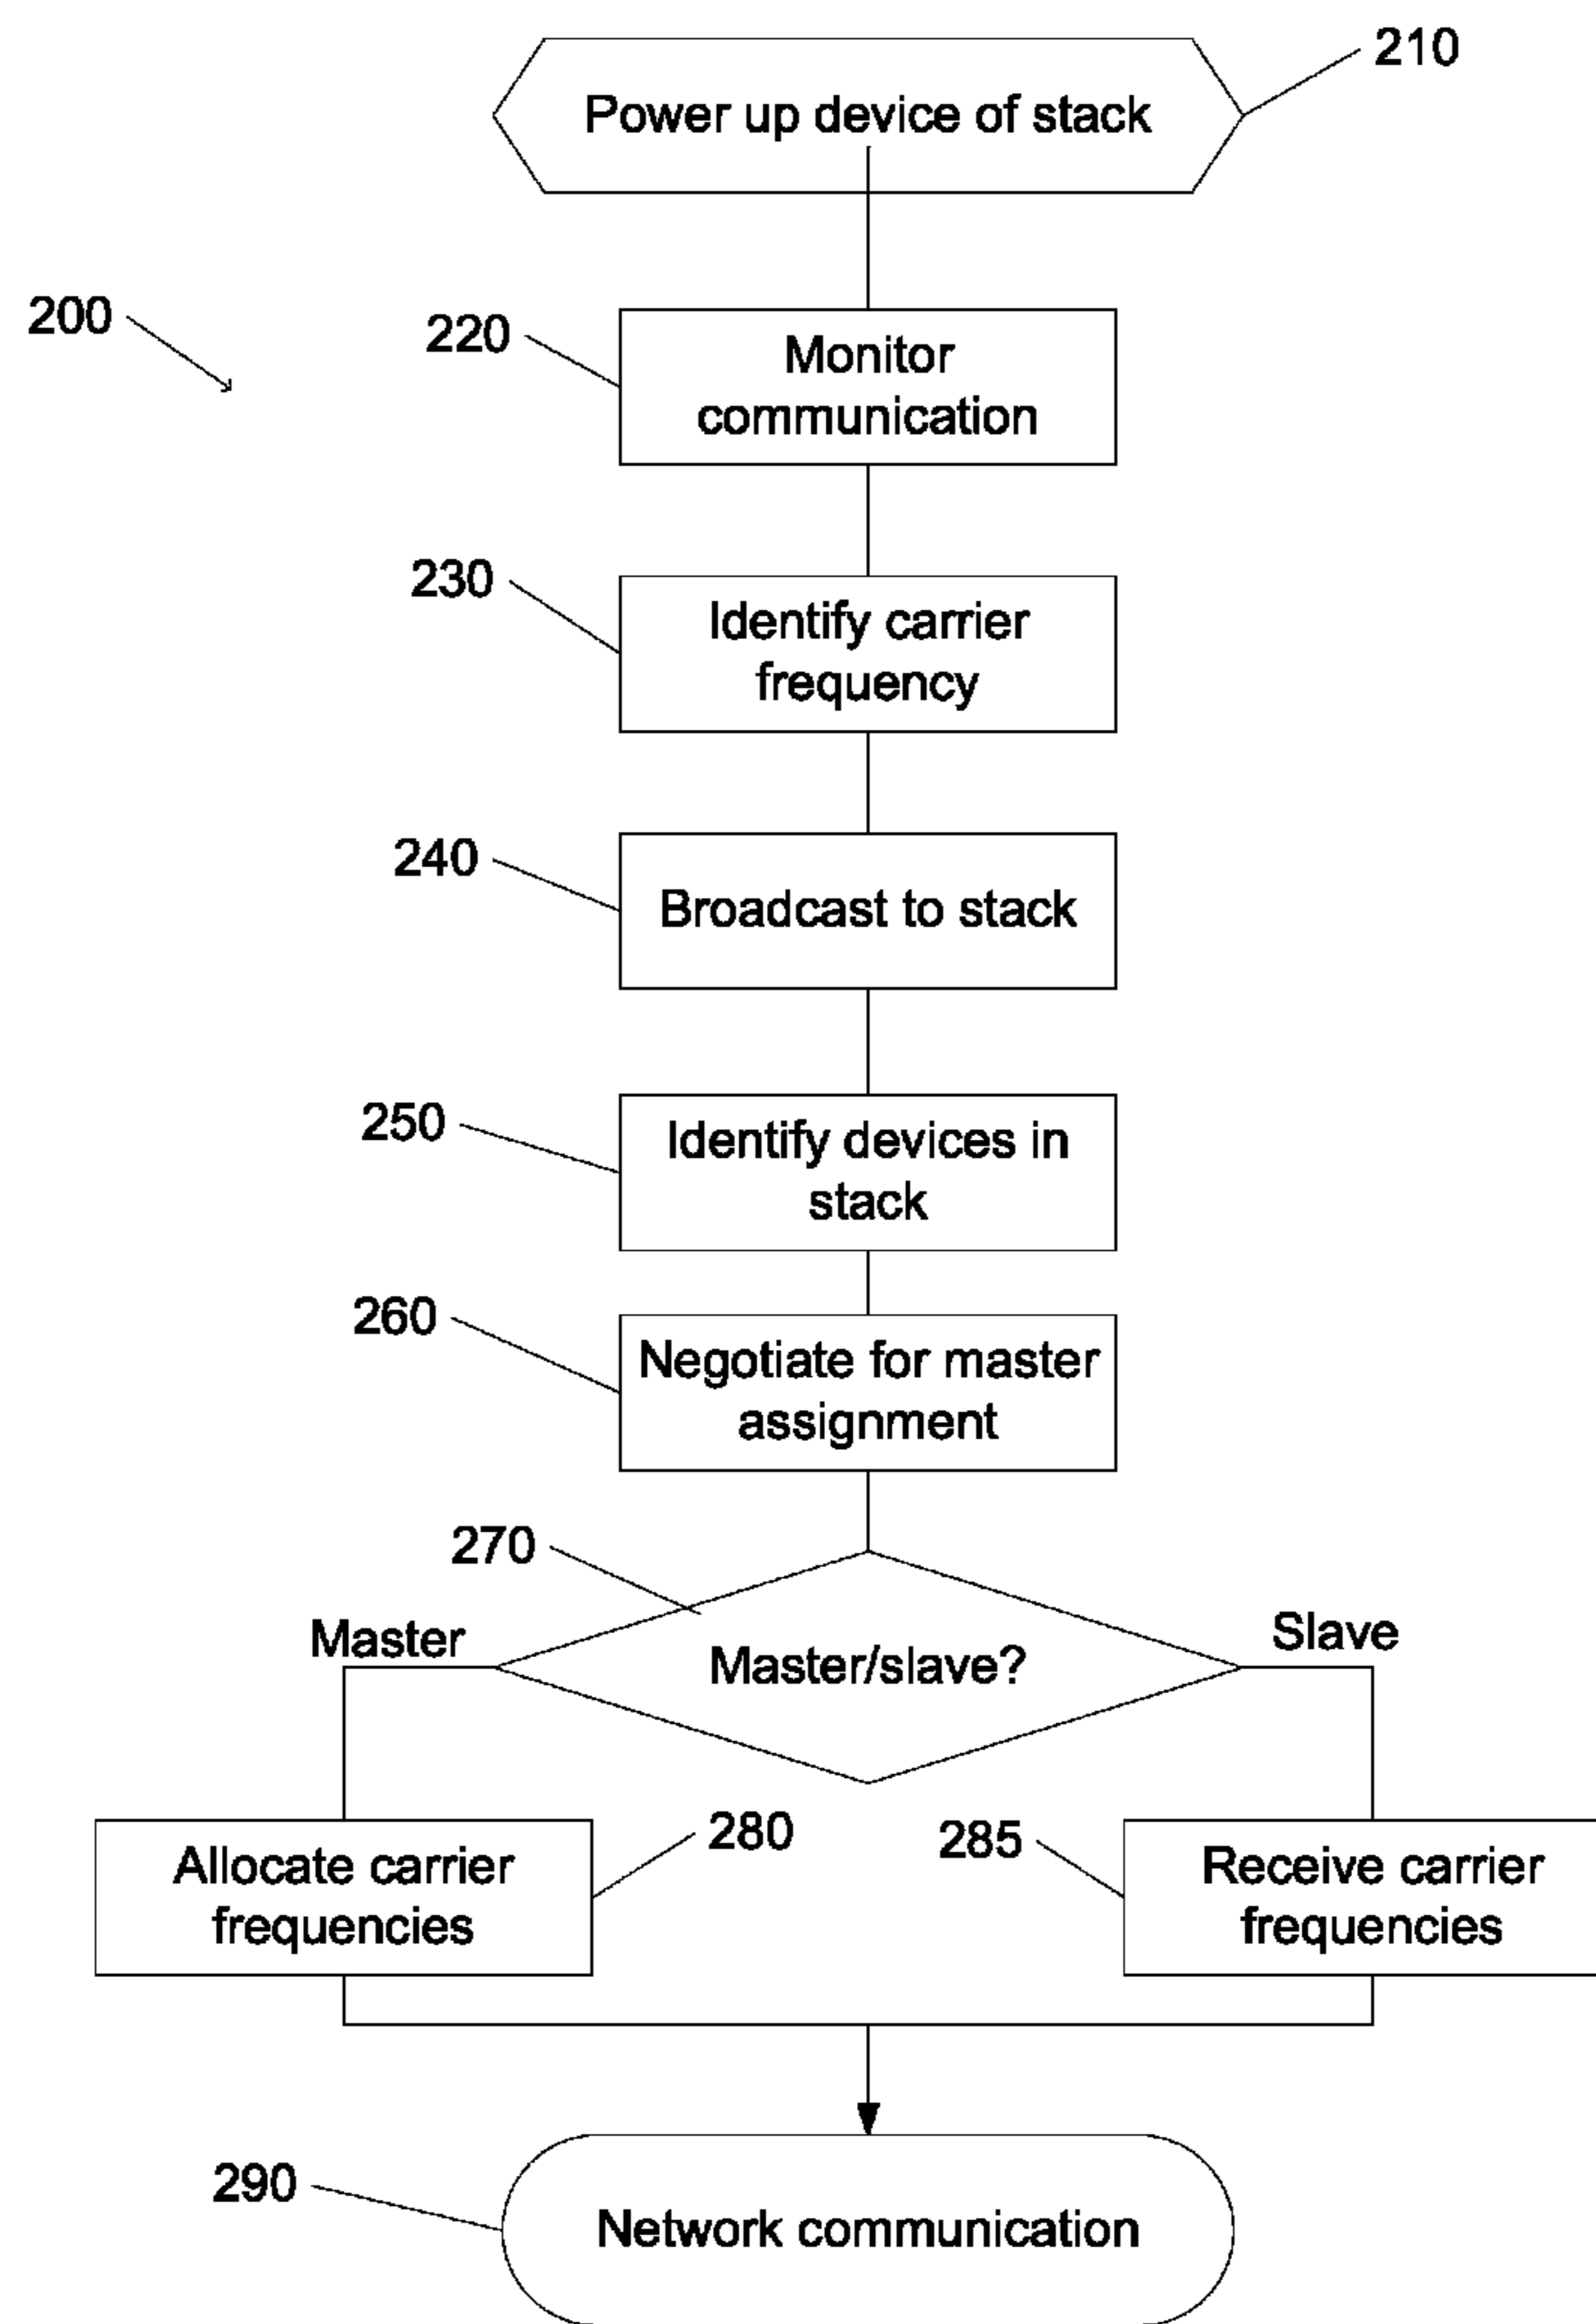 210
Power up device of stack
200
220
Monitor
communication
230
Identify carrier
frequency
240
Broadcast to stack
250
Identify devices in
stack
260
Negotiate for master
assignment
270
Master
Master/slave?
Slave
Allocate carrier
frequencies
280
285
Receive carrier
frequencies
290
Network communication